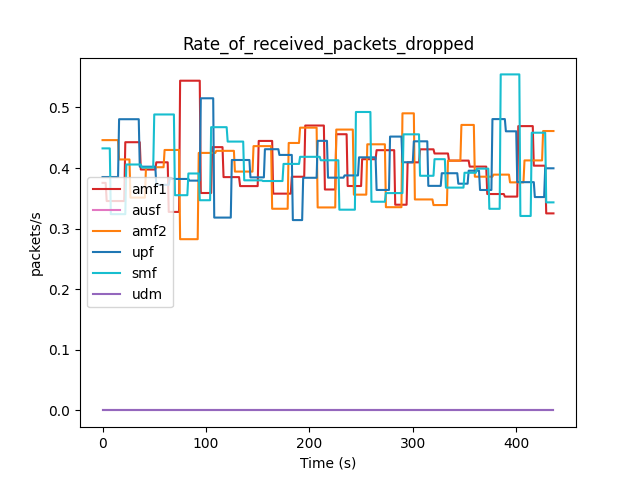 Rate_of_received_packets_dropped
packets/s
0.5
0.4
0.3
0.2
0.1
0.0
amf1
ausf
amf2
upf
smf
udm
0 100 200 300 400
Time (s)